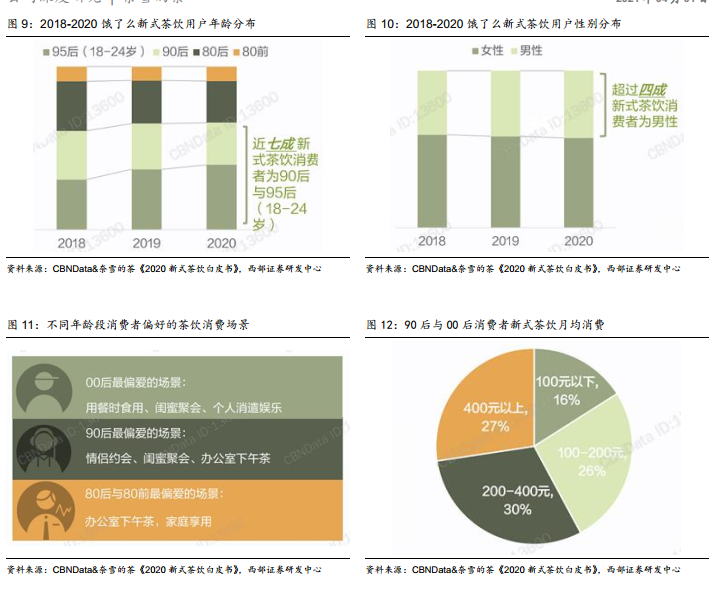 图 9：2018-2020 饿了么新式茶饮用户年龄分布
95后（18-24岁） 90后 80后 80前
近七成新
式茶饮消费
者为90后
与95后
（18-24
岁）
2018 2019 2020
资料来源：CBNData&奈雪的茶《2020 新式茶饮白皮书》，西部证券研发中心
图 10：2018-2020 饿了么新式茶饮用户性别分布
女性 男性
超过四成
新式茶饮消
费者为男性
2018 2019 2020
资料来源：CBNData&奈雪的茶《2020 新式茶饮白皮书》，西部证券研发中心
图 11：不同年龄段消费者偏好的茶饮消费场景
00后最偏爱的场景：
用餐时食用、闺蜜聚会、个人消遣娱乐
90后最偏爱的场景：
情侣约会、闺蜜聚会、办公室下午茶
80后与80前最偏爱的场景：
办公室下午茶，家庭享用
资料来源：CBNData&奈雪的茶《2020 新式茶饮白皮书》，西部证券研发中心
图 12：90 后与 00 后消费者新式茶饮月均消费
100元以下,
16%
100-200元,
26%
200-400元,
30%
400元以上,
27%
资料来源：CBNData&奈雪的茶《2020 新式茶饮白皮书》，西部证券研发中心